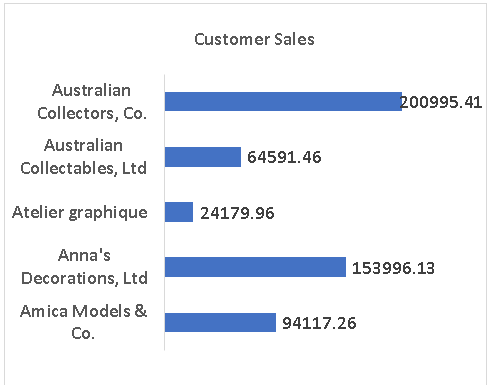 Customer Sales
Australian
Collectors, Co.
200995.41
Australian
Collectables, Ltd
64591.46
Atelier graphique
24179.96
Anna's
Decorations, Ltd
153996.13
Amica Models &
Co.
94117.26